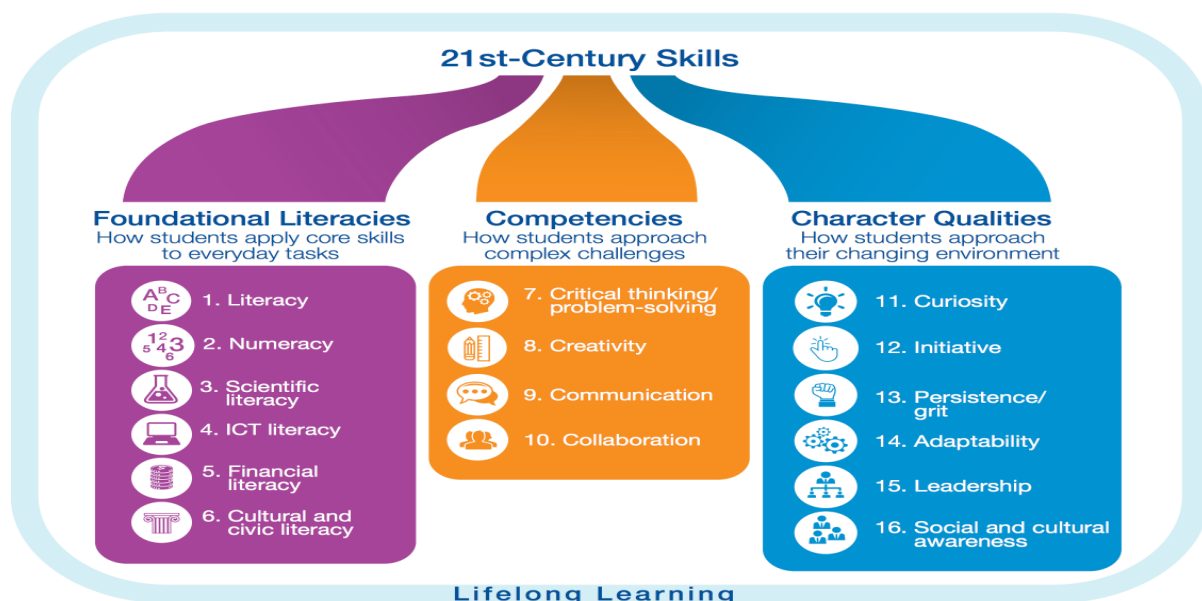 21st-Century Skills
Foundational Literacies
How students apply core skills
to everyday tasks
ABCDE
123456
1. Literacy
2. Numeracy
3. Scientific
literacy
4. ICT literacy
5. Financial
literacy
6. Cultural and
civic literacy
Competencies
How students approach
complex challenges
7. Critical thinking/
problem-solving
8. Creativity
9. Communication
10. Collaboration
Character Qualities
How students approach
their changing environment
11. Curiosity
12. Initiative
13. Persistence/
grit
14. Adaptability
15. Leadership
16. Social and cultural
awareness
Lifelong Learning